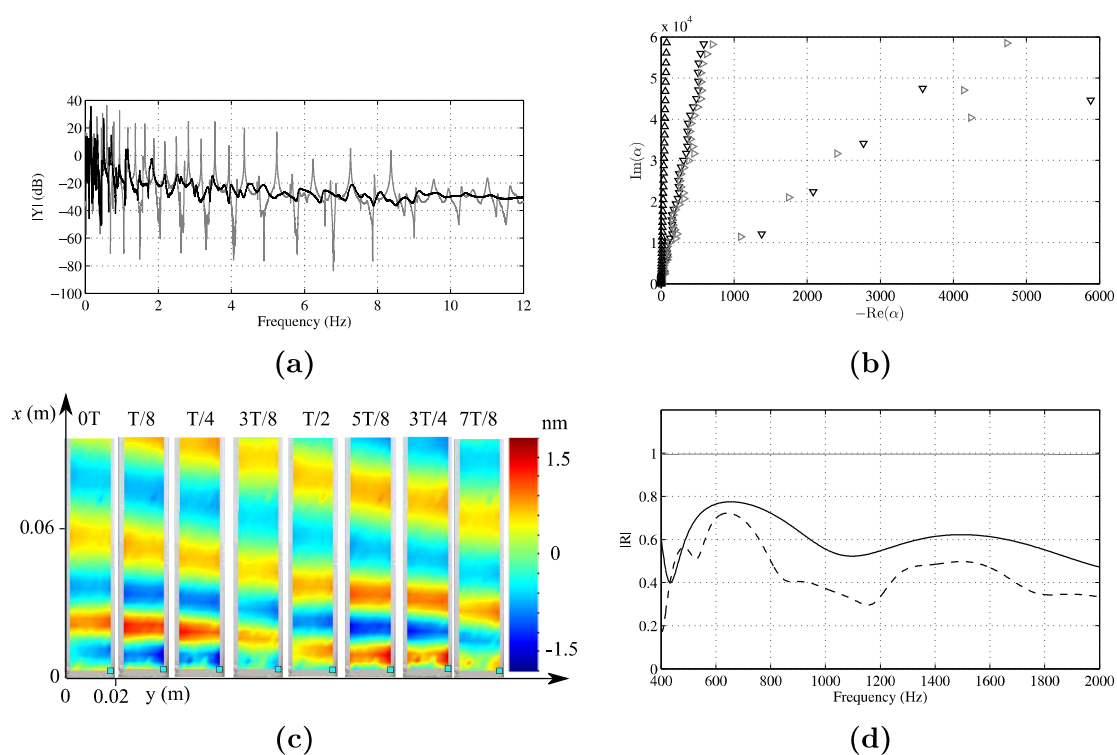 40
20
0
−20
−40
−60
−80
−100
|Y| (dB)
0 2 4 6 8 10 12
Frequency (Hz)
(a)
x 10⁴
6
5
4
3
2
1
0
Im(α)
0 1000 2000 3000 4000 5000 6000
−Re(α)
(b)
x (m)
0T T/8 T/4 3T/8 T/2 5T/8 3T/4 7T/8
nm
1.5
0.06
0
-1.5
0
0 0.02 y (m)
(c)
1
0.8
0.6
0.4
0.2
0
|R|
400 600 800 1000 1200 1400 1600 1800 2000
Frequency (Hz)
(d)